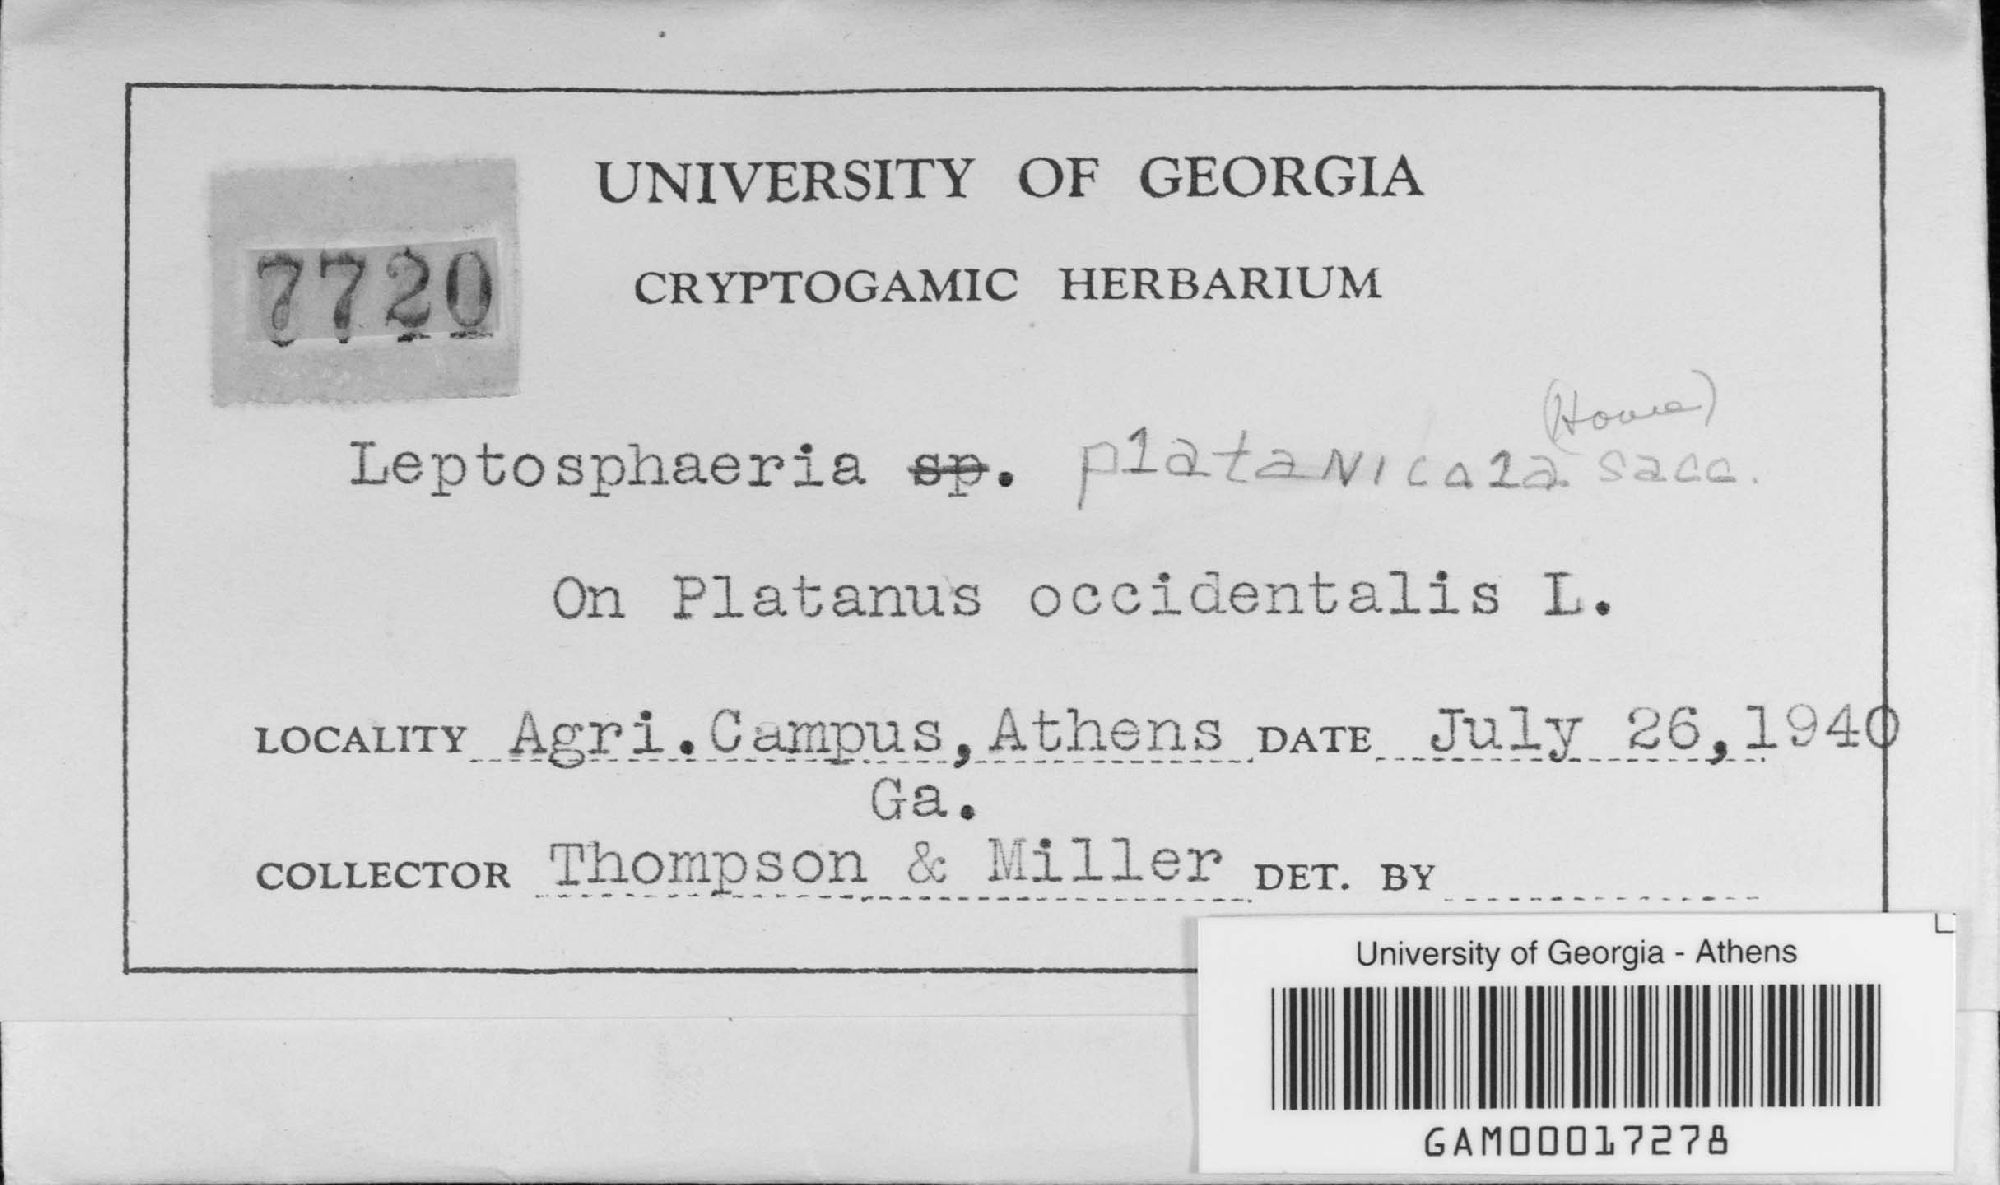 UNIVERSITY OF GEORGIA
7720
CRYPTOGAMIC HERBARIUM
(Howe)
Leptosphaeria sp. platanicola Sacc.
On Platanus occidentalis L.
LOCALITY Agri. Campus, Athens DATE July 26, 1940
Ga.
COLLECTOR Thompson & Miller DET. BY
University of Georgia - Athens
GAM00017278